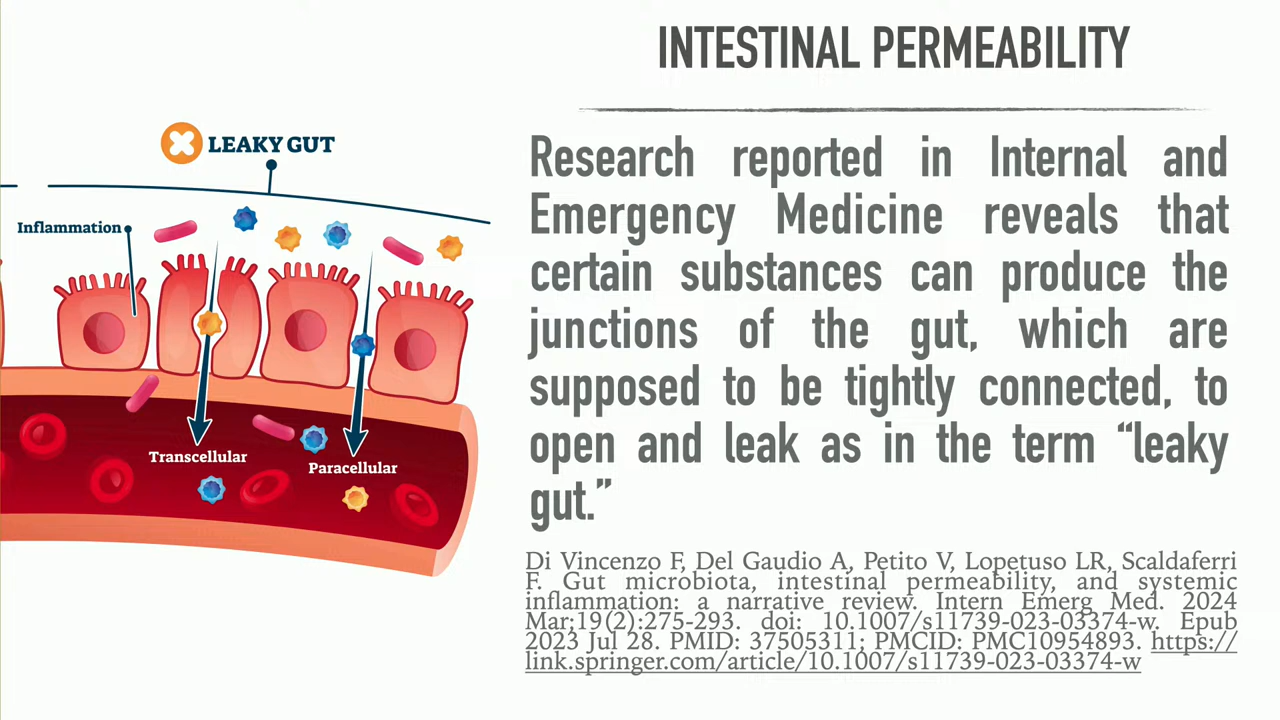 INTESTINAL PERMEABILITY
LEAKY GUT
Inflammation
Transcellular
Paracellular
Research reported in Internal and
Emergency Medicine reveals that
certain substances can produce the
junctions of the gut, which are
supposed to be tightly connected, to
open and leak as in the term “leaky
gut.”
Di Vincenzo F, Del Gaudio A, Petito V, Lopetuso LR, Scaldaferri
F. Gut microbiota, intestinal permeability, and systemic
inflammation: a narrative review. Intern Emerg Med. 2024
Mar;19(2):275-293. doi: 10.1007/s11739-023-03374-w. Epub
2023 Jul 28. PMID: 37505311; PMCID: PMC10954893. https://
link.springer.com/article/10.1007/s11739-023-03374-w